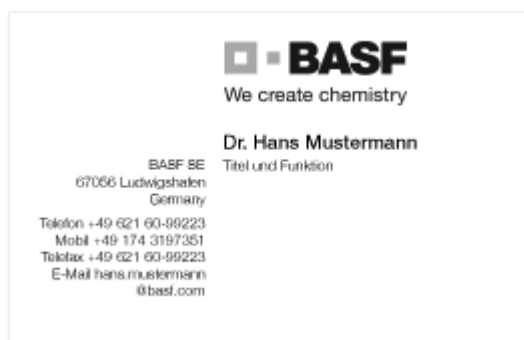 BASF
We create chemistry
Dr. Hans Mustermann
Titel und Funktion
BASF SE
67056 Ludwigshafen
Germany
Telefon +49 621 60-99223
Mobil +49 174 3197351
Telefax +49 621 60-99223
E-Mail hans.mustermann
@basf.com